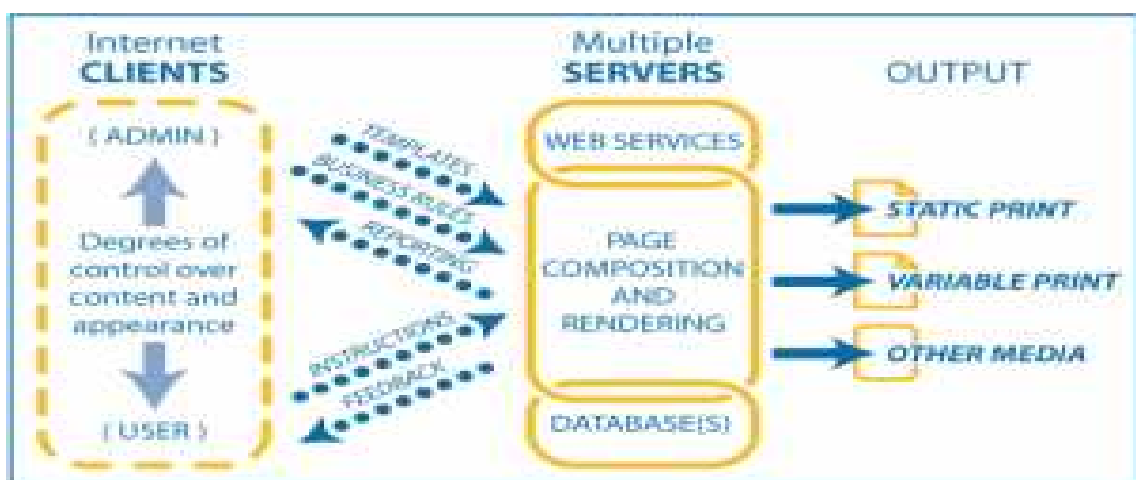 Internet
CLIENTS
Multiple
SERVERS
OUTPUT
( ADMIN )
Degrees of
control over
content and
appearance
( USER )
TEMPLATES
BUSINESS RULES
REPORTING
INSTRUCTIONS
FEEDBACK
WEB SERVICES
PAGE
COMPOSITION
AND
RENDERING
DATABASE(S)
STATIC PRINT
VARIABLE PRINT
OTHER MEDIA